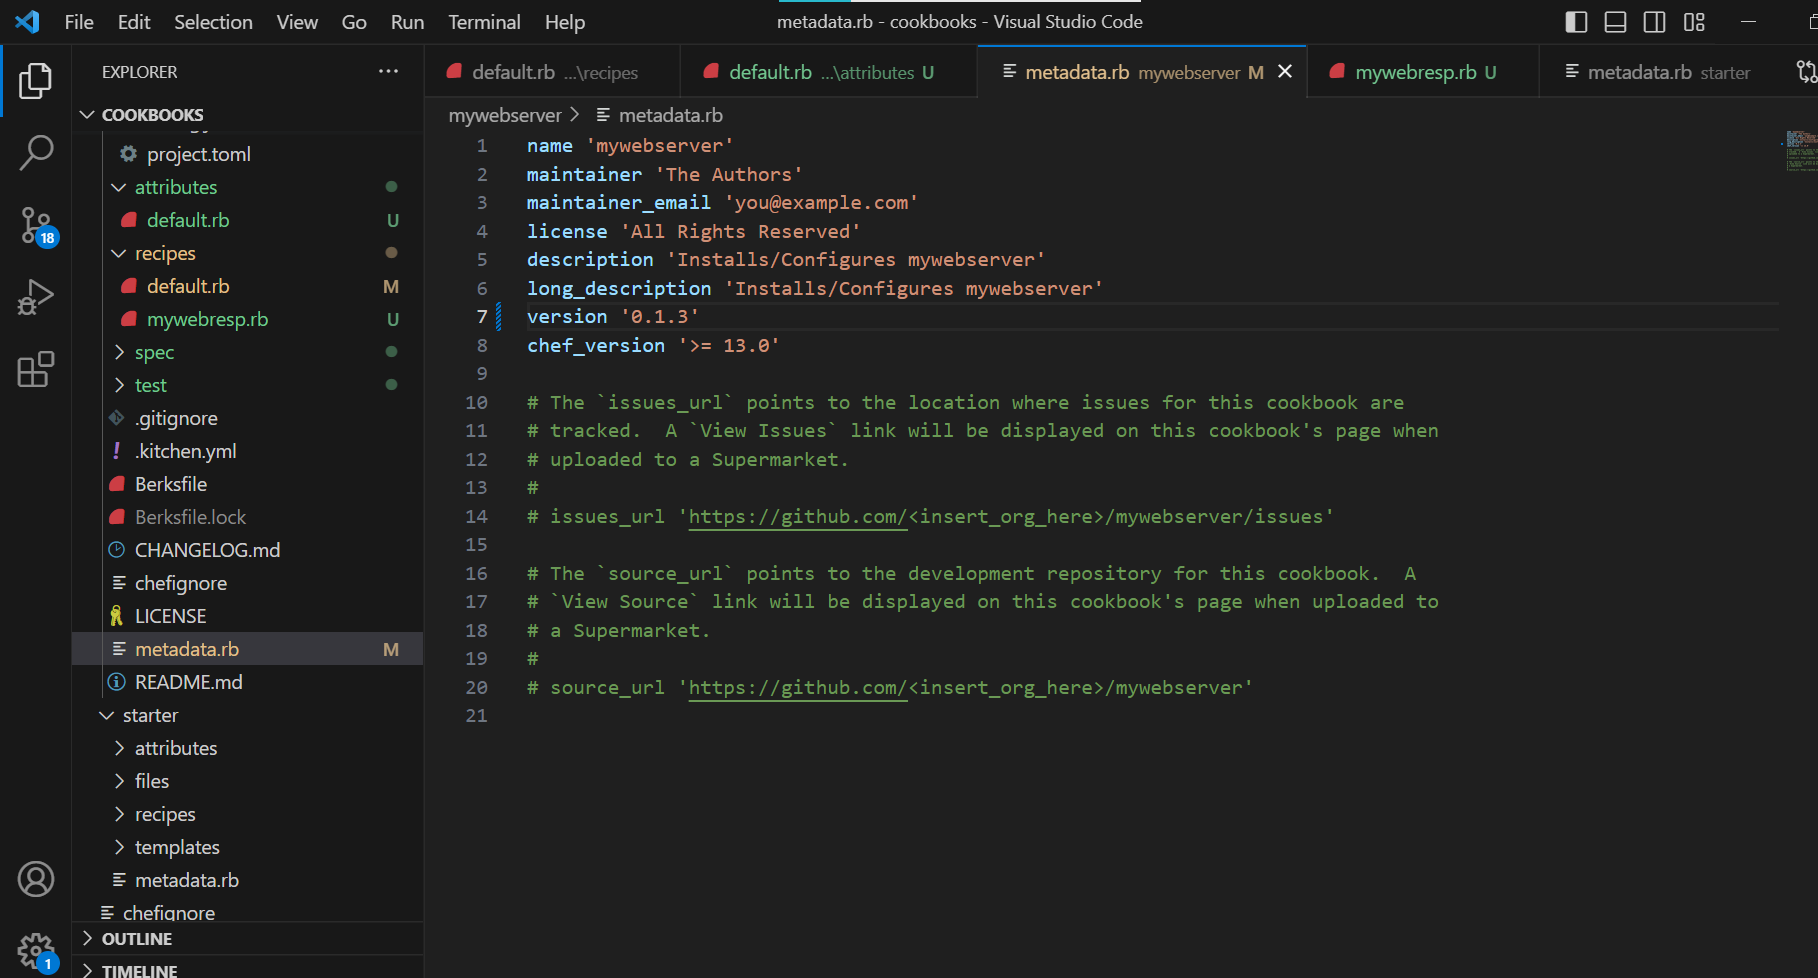 File Edit Selection View Go Run Terminal Help
metadata.rb - cookbooks - Visual Studio Code
EXPLORER
COOKBOOKS
project.toml
attributes
default.rb U
recipes
default.rb M
mywebresp.rb U
spec
test
.gitignore
! .kitchen.yml
Berksfile
Berksfile.lock
CHANGELOG.md
chefignore
LICENSE
metadata.rb M
README.md
starter
attributes
files
recipes
templates
metadata.rb
chefignore
OUTLINE
TIMELINE
18
1
default.rb ...\recipes
default.rb ...\attributes U
metadata.rb mywebserver M
mywebresp.rb U
metadata.rb starter
mywebserver > metadata.rb
1 name 'mywebserver'
2 maintainer 'The Authors'
3 maintainer_email 'you@example.com'
4 license 'All Rights Reserved'
5 description 'Installs/Configures mywebserver'
6 long_description 'Installs/Configures mywebserver'
7 version '0.1.3'
8 chef_version '>= 13.0'
9
10 # The `issues_url` points to the location where issues for this cookbook are
11 # tracked.  A `View Issues` link will be displayed on this cookbook's page when
12 # uploaded to a Supermarket.
13 #
14 # issues_url 'https://github.com/<insert_org_here>/mywebserver/issues'
15
16 # The `source_url` points to the development repository for this cookbook.  A
17 # `View Source` link will be displayed on this cookbook's page when uploaded to
18 # a Supermarket.
19 #
20 # source_url 'https://github.com/<insert_org_here>/mywebserver'
21